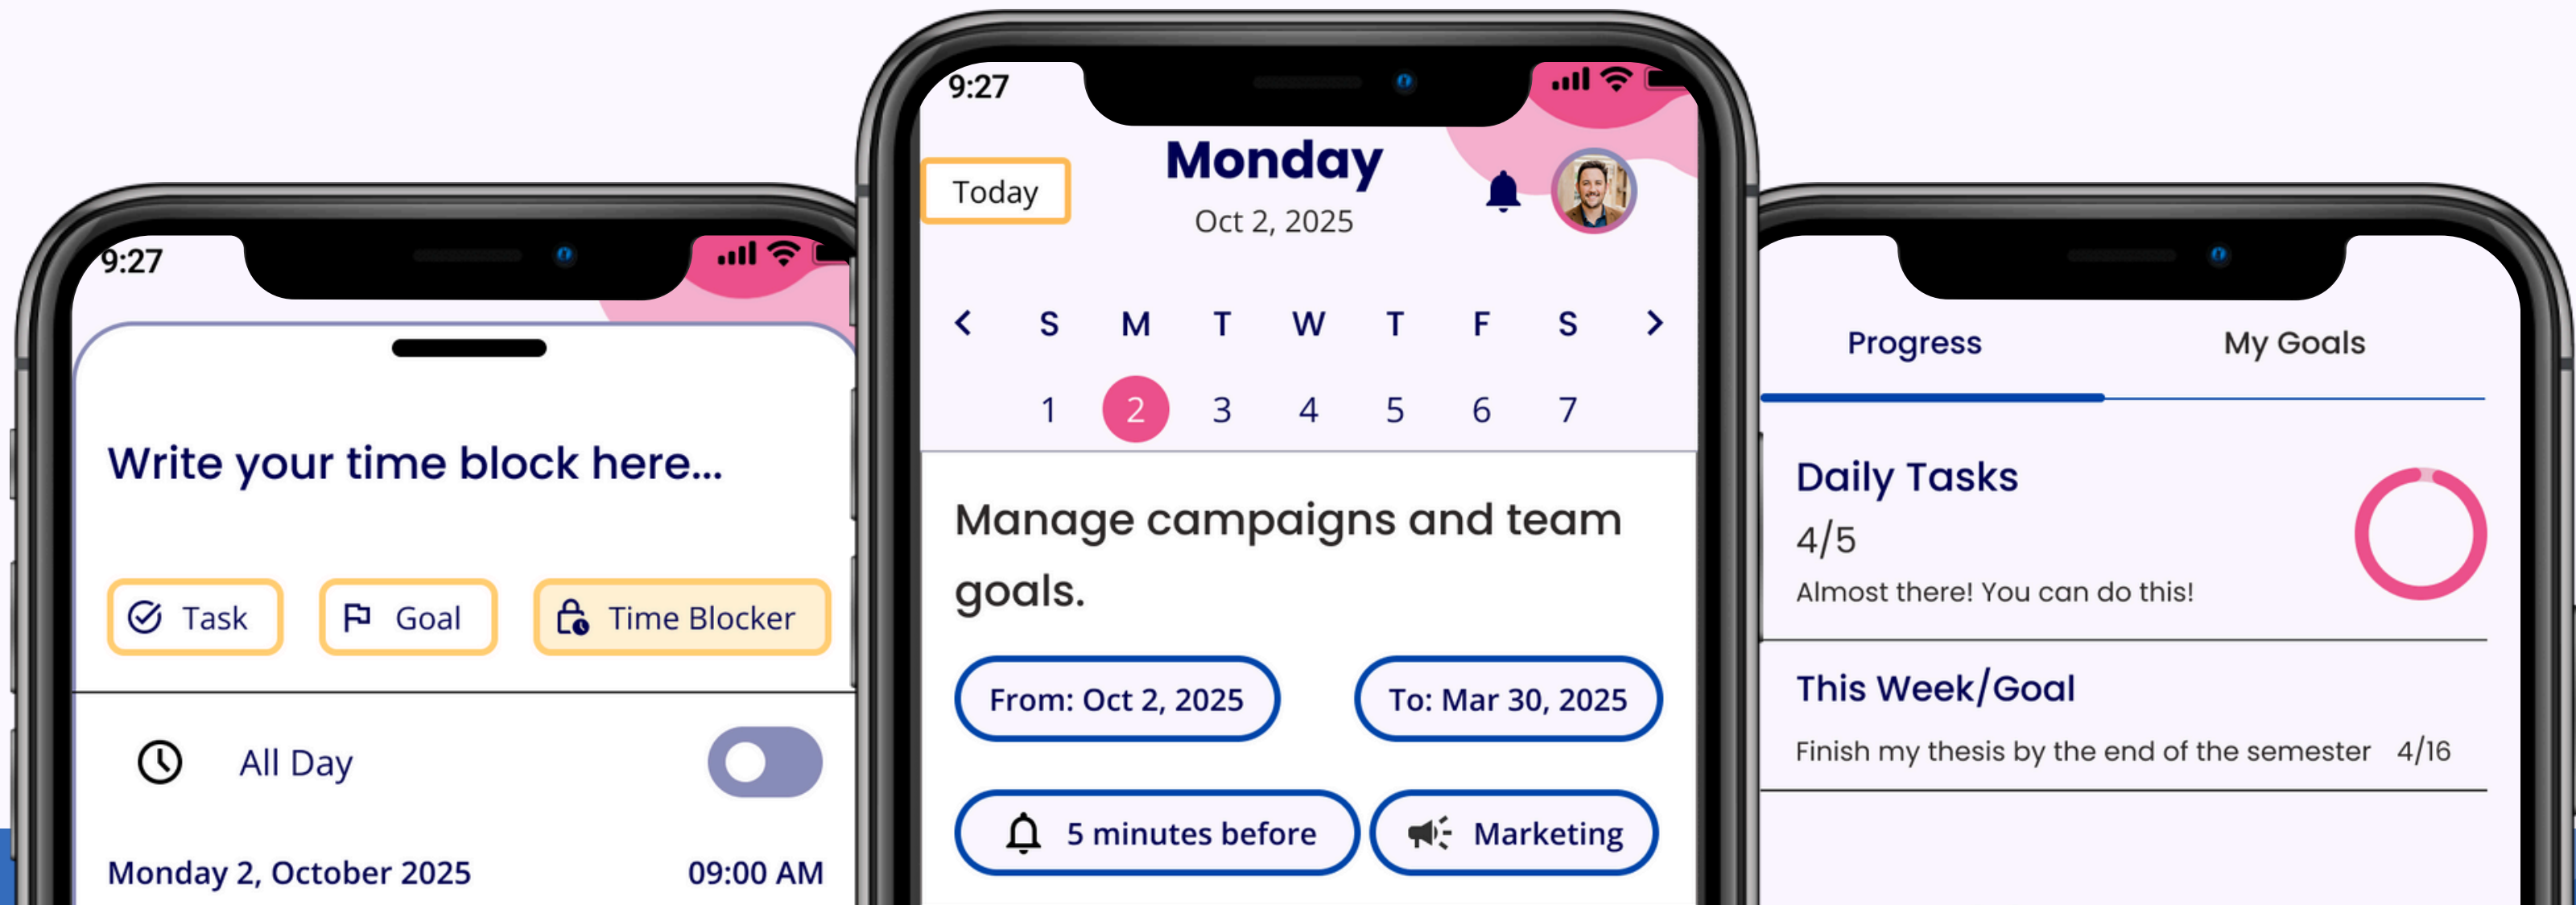 9:27
Write your time block here...
Task Goal Time Blocker
All Day
Monday 2, October 2025 09:00 AM
9:27
Today
Monday
Oct 2, 2025
< S M T W T F S >
1 2 3 4 5 6 7
Manage campaigns and team
goals.
From: Oct 2, 2025 To: Mar 30, 2025
5 minutes before Marketing
Progress My Goals
Daily Tasks
4/5
Almost there! You can do this!
This Week/Goal
Finish my thesis by the end of the semester 4/16